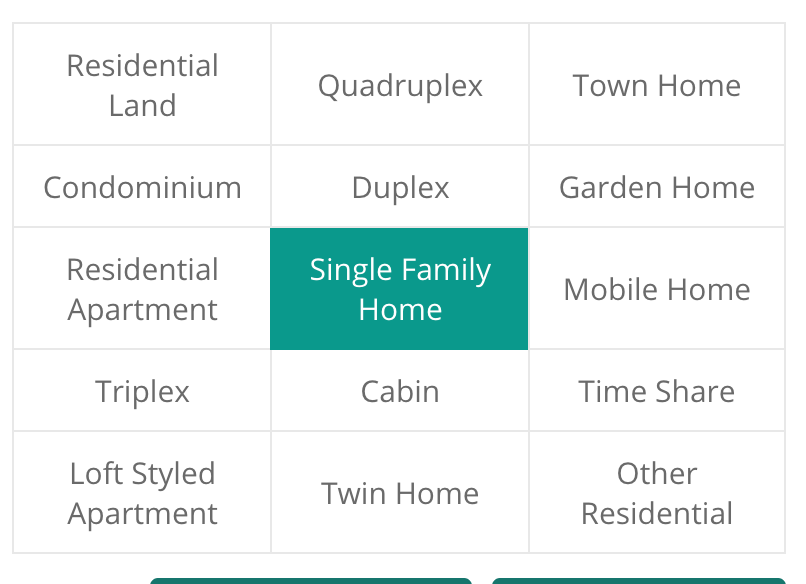 Residential
Land
Quadruplex
Town Home
Condominium
Duplex
Garden Home
Residential
Apartment
Single Family
Home
Mobile Home
Triplex
Cabin
Time Share
Loft Styled
Apartment
Twin Home
Other
Residential